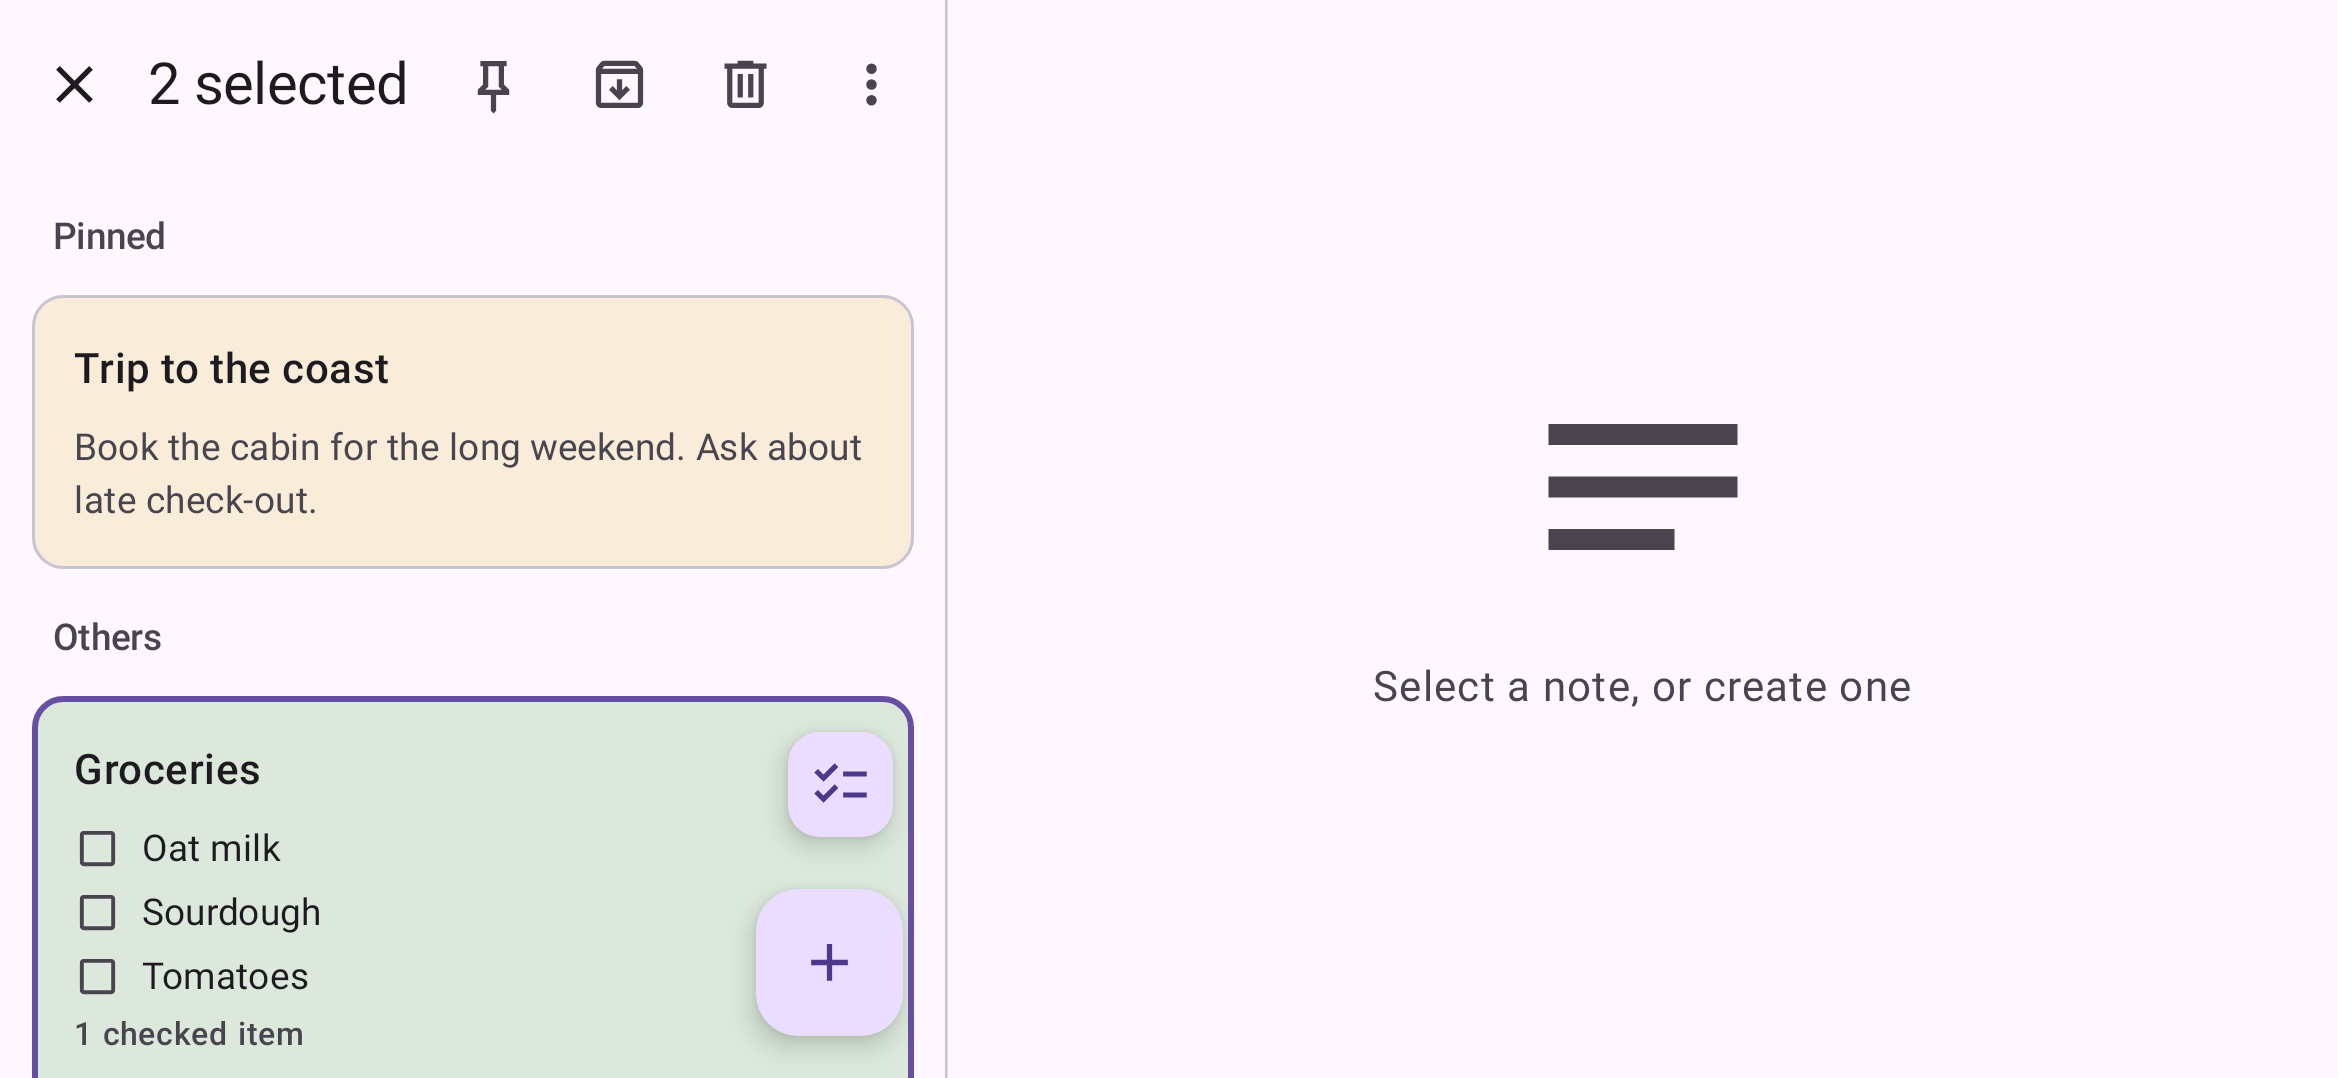 2 selected
Pinned
Trip to the coast
Book the cabin for the long weekend. Ask about
late check-out.
Others
Groceries
Oat milk
Sourdough
Tomatoes
1 checked item
Select a note, or create one